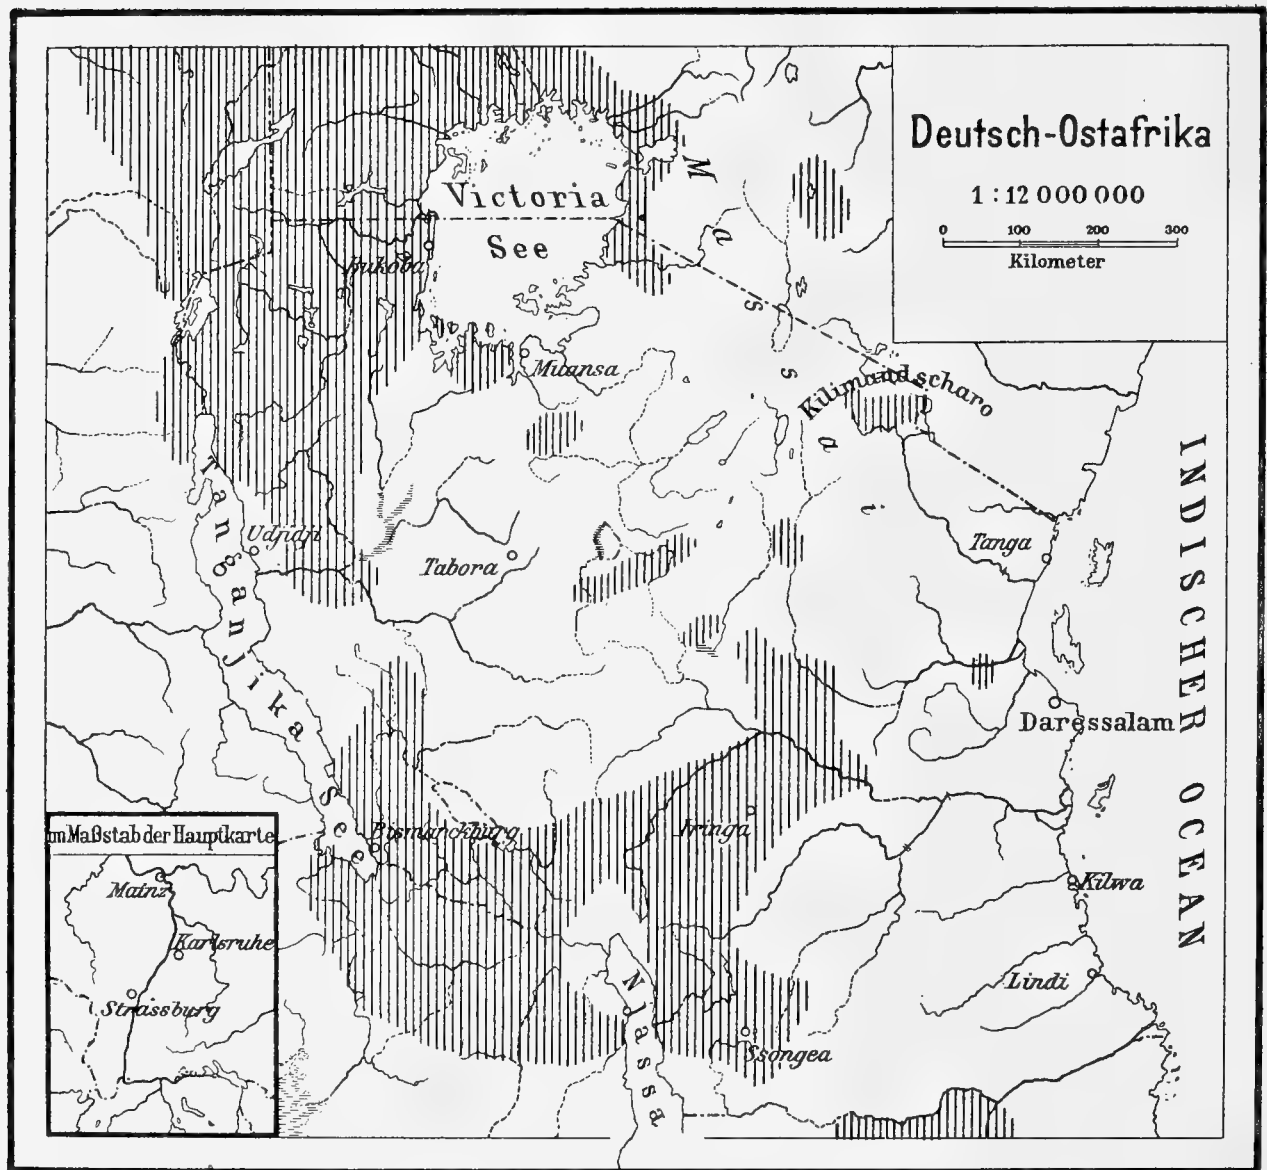 Deutsch-Ostafrika
1 : 12 000 000
0 100 200 300
Kilometer
Victoria
See
Bukoba
Muansa
Massai
Kilimandscharo
Udjidji
Tabora
Tanga
Tanganjika-See
INDISCHER OCEAN
Daressalam
Bismarckburg
Iringa
Kilwa
Lindi
Njassa
Ssongea
im Maßstab der Hauptkarte
Mainz
Karlsruhe
Strassburg